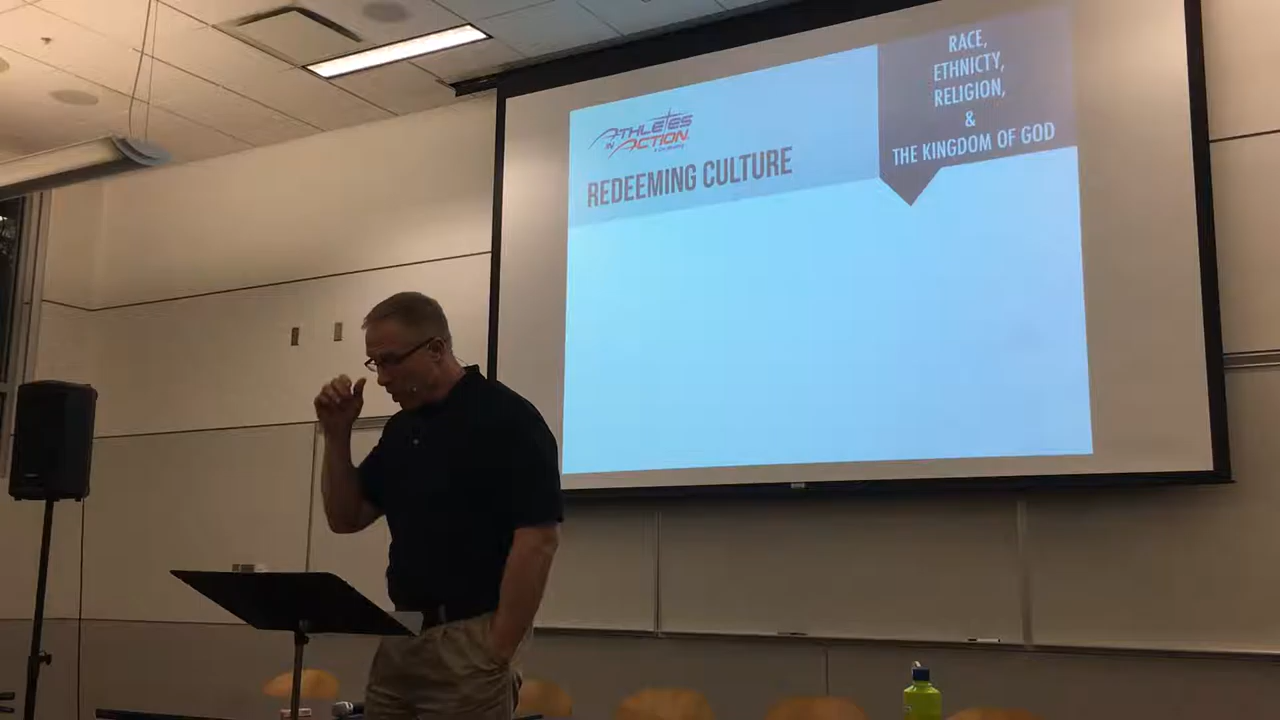 ATHLETES
IN ACTION
REDEEMING CULTURE
RACE,
ETHNICTY,
RELIGION,
&
THE KINGDOM OF GOD